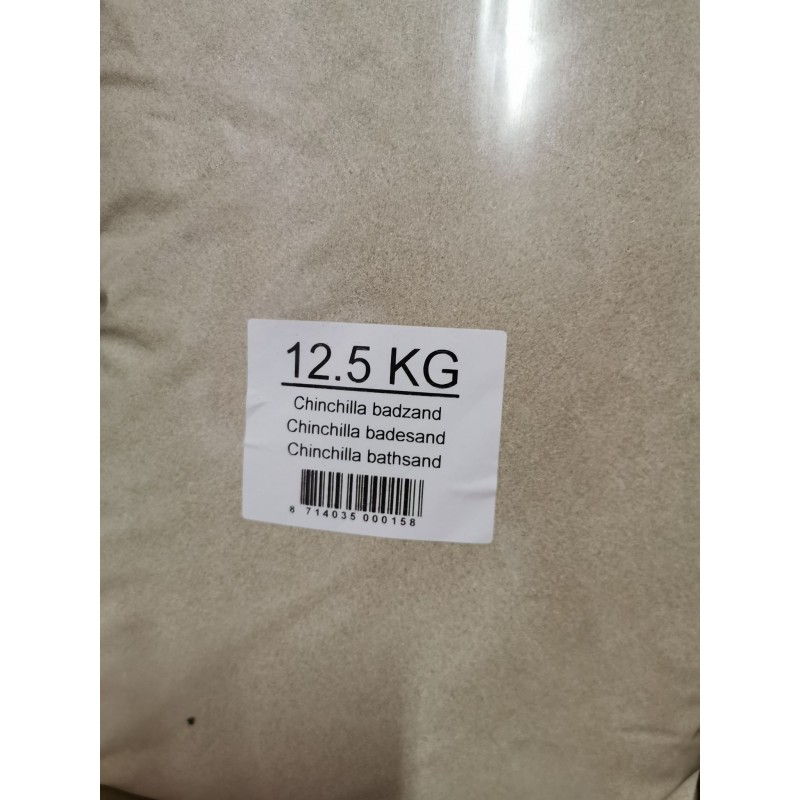 12.5 KG
Chinchilla badzand
Chinchilla badesand
Chinchilla bathsand
8 714035 000158